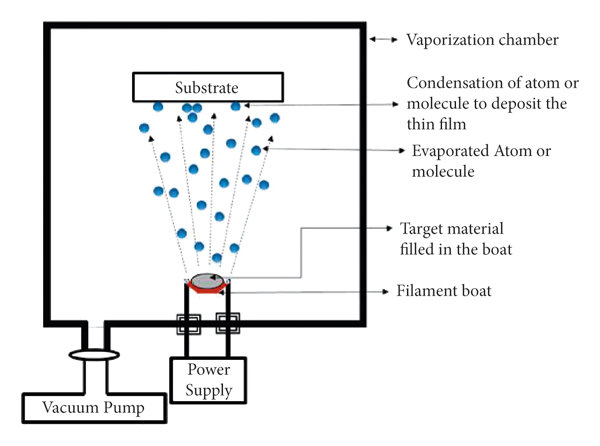 Vaporization chamber
Substrate
Condensation of atom or
molecule to deposit the
thin film
Evaporated Atom or
molecule
Target material
filled in the boat
Filament boat
Power
Supply
Vacuum Pump